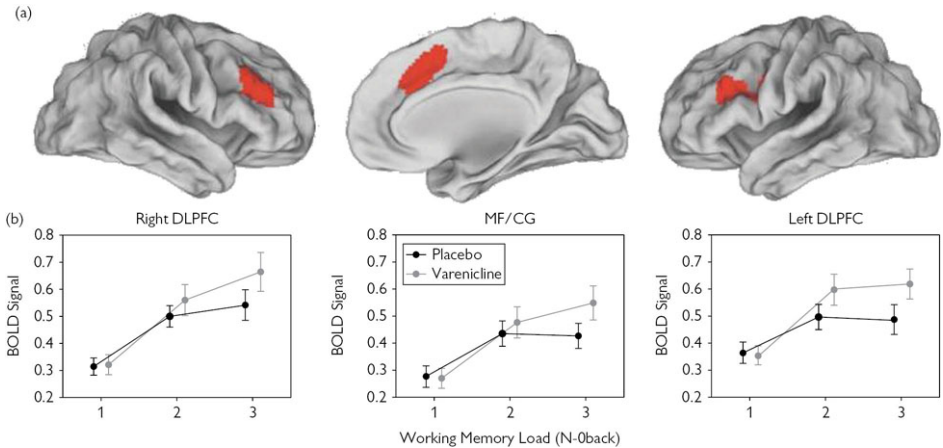 (a)
(b)
Right DLPFC
MF/CG
Left DLPFC
0.8
0.7
0.6
0.5
0.4
0.3
0.2
BOLD Signal
1 2 3
0.8
0.7
0.6
0.5
0.4
0.3
0.2
BOLD Signal
Placebo
Varenicline
1 2 3
0.8
0.7
0.6
0.5
0.4
0.3
0.2
BOLD Signal
1 2 3
Working Memory Load (N-0back)